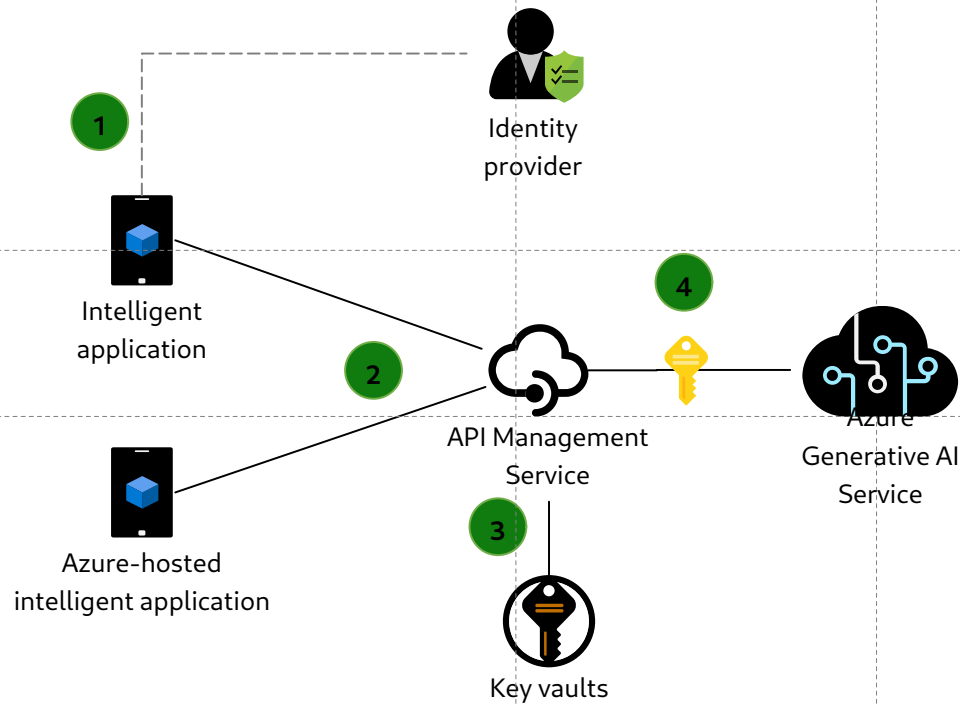 Identity
provider
1
Intelligent
application
4
2
API Management
Service
Azure
Generative AI
Service
3
Azure-hosted
intelligent application
Key vaults